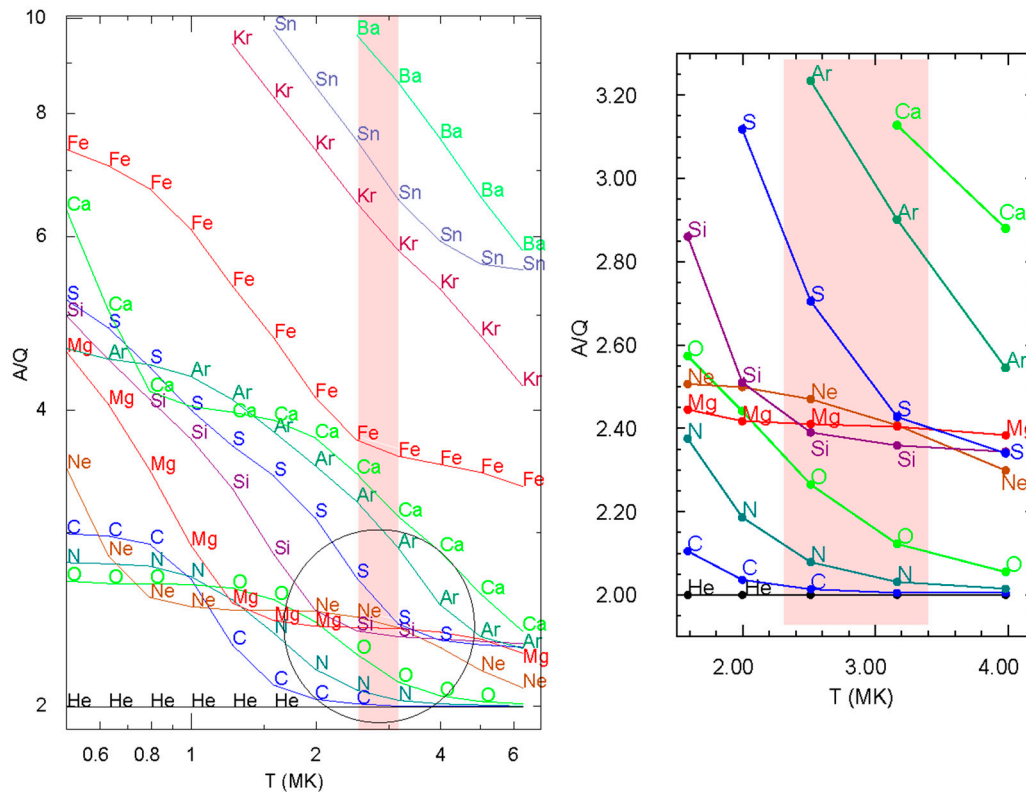 10
Kr Sn Ba
Sn Ba
Kr
8
Sn Ba
Fe Kr
Fe
Fe
Ca Kr Ba
Sn
6 Fe
Sn
Kr Ba
Sn Sn
Fe Kr
S
Ca
Si
S
Kr
Fe
Mg Ar S Ar
Ca
A/Q
Kr
Mg Si Ar Fe
4 S Ca Ca Ca
Si Ar Ca
Fe Fe Fe Fe Fe
Mg S
Ne
S Ar Ca
Si
S Ar Ca
C C C
Mg Si
N N N Ne
O O O O S Ar Ca
Ne Ne Ne Ne Ne
Mg Mg Mg Si Si S Ar Ca
N Ar
C O Mg
N Ne
C O Ne
N N O O
2 He He He He He He C C
0.6 0.8 1 2 4 6
T (MK)
3.20 Ar
Ca
S
3.00
Ar
Si Ca
2.80
S
A/Q
2.60
O Ar
Ne Si Ne
Mg O Mg Mg S Mg
2.40 N
Si Si S
Ne
O
2.20 N
C O
N
C N O
C
2.00 He He
2.00 3.00 4.00
T (MK)